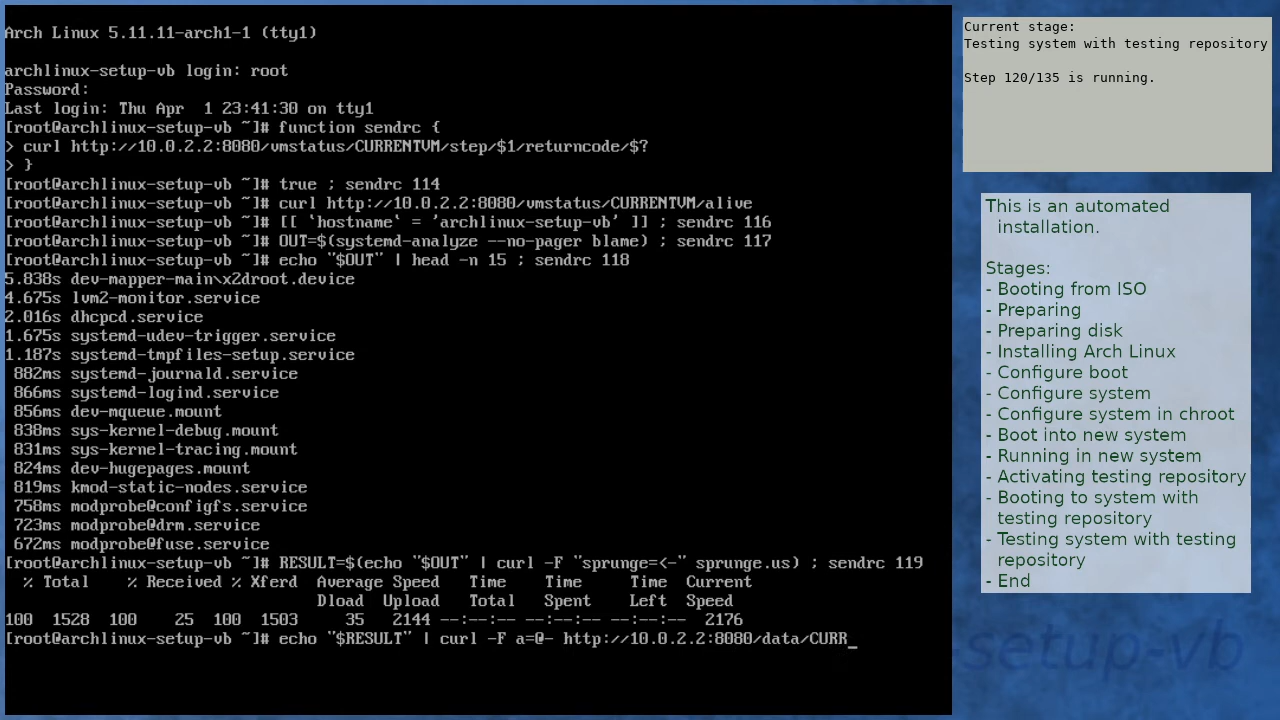 Arch Linux 5.11.11-arch1-1 (tty1)
archlinux-setup-vb login: root
Password:
Last login: Thu Apr  1 23:41:30 on tty1
[root@archlinux-setup-vb ~]# function sendrc {
> curl http://10.0.2.2:8080/vmstatus/CURRENTVM/step/$1/returncode/$?
> }
[root@archlinux-setup-vb ~]# true ; sendrc 114
[root@archlinux-setup-vb ~]# curl http://10.0.2.2:8080/vmstatus/CURRENTVM/alive
[root@archlinux-setup-vb ~]# [[ `hostname` = 'archlinux-setup-vb' ]] ; sendrc 116
[root@archlinux-setup-vb ~]# OUT=$(systemd-analyze --no-pager blame) ; sendrc 117
[root@archlinux-setup-vb ~]# echo "$OUT" | head -n 15 ; sendrc 118
5.838s dev-mapper-main\x2droot.device
4.675s lvm2-monitor.service
2.016s dhcpcd.service
1.675s systemd-udev-trigger.service
1.187s systemd-tmpfiles-setup.service
 882ms systemd-journald.service
 866ms systemd-logind.service
 856ms dev-mqueue.mount
 838ms sys-kernel-debug.mount
 831ms sys-kernel-tracing.mount
 824ms dev-hugepages.mount
 819ms kmod-static-nodes.service
 758ms modprobe@configfs.service
 723ms modprobe@drm.service
 672ms modprobe@fuse.service
[root@archlinux-setup-vb ~]# RESULT=$(echo "$OUT" | curl -F "sprunge=<-" sprunge.us) ; sendrc 119
  % Total    % Received % Xferd  Average Speed   Time    Time     Time  Current
                                 Dload  Upload   Total   Spent    Left  Speed
100  1528  100    25  100  1503     35   2144 --:--:-- --:--:-- --:--:--  2176
[root@archlinux-setup-vb ~]# echo "$RESULT" | curl -F a=@- http://10.0.2.2:8080/data/CURR_
Current stage:
Testing system with testing repository
Step 120/135 is running.
This is an automated
installation.
Stages:
- Booting from ISO
- Preparing
- Preparing disk
- Installing Arch Linux
- Configure boot
- Configure system
- Configure system in chroot
- Boot into new system
- Running in new system
- Activating testing repository
- Booting to system with
testing repository
- Testing system with testing
repository
- End
-setup-vb